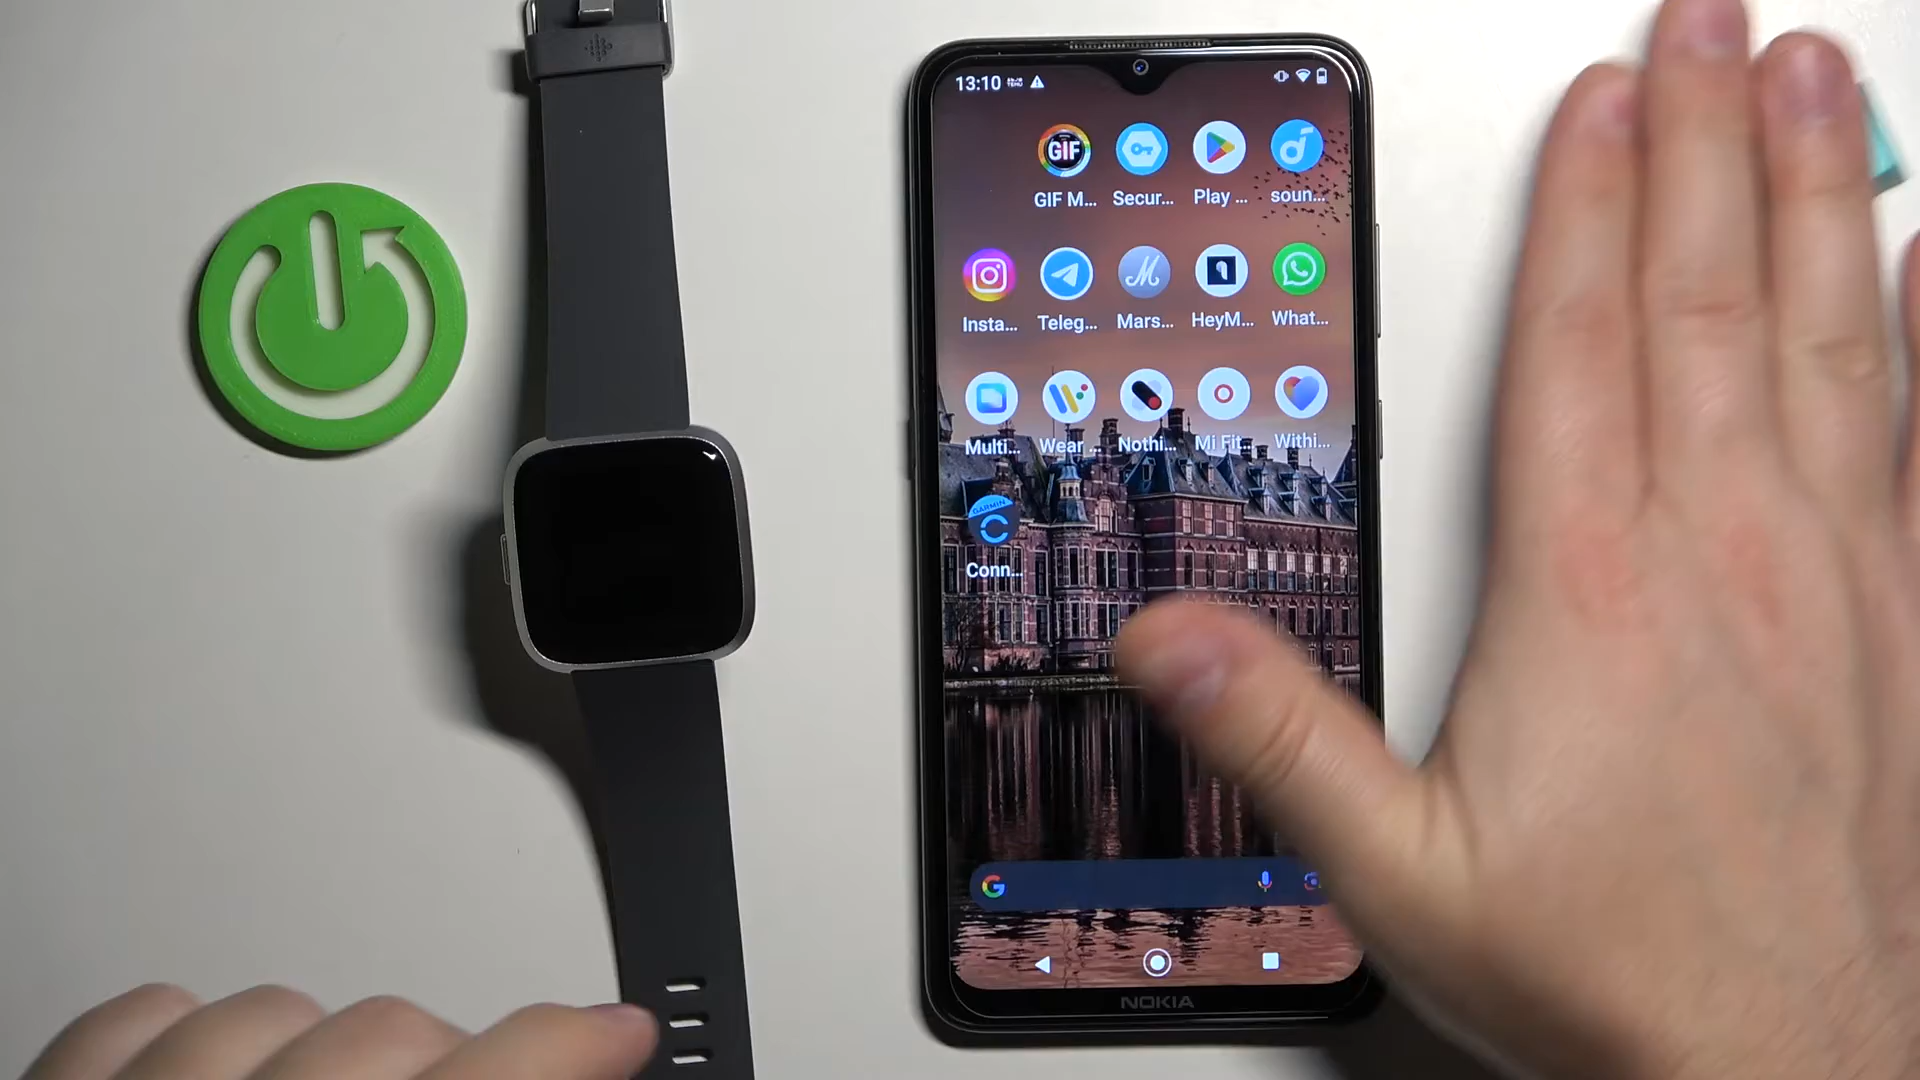 13:10
GIF
GIF M...
Secur...
Play ...
soun...
Insta...
Teleg...
Mars...
HeyM...
What...
Multi...
Wear ...
Nothi...
Mi Fit...
Withi...
GARMIN
Conn...
NOKIA